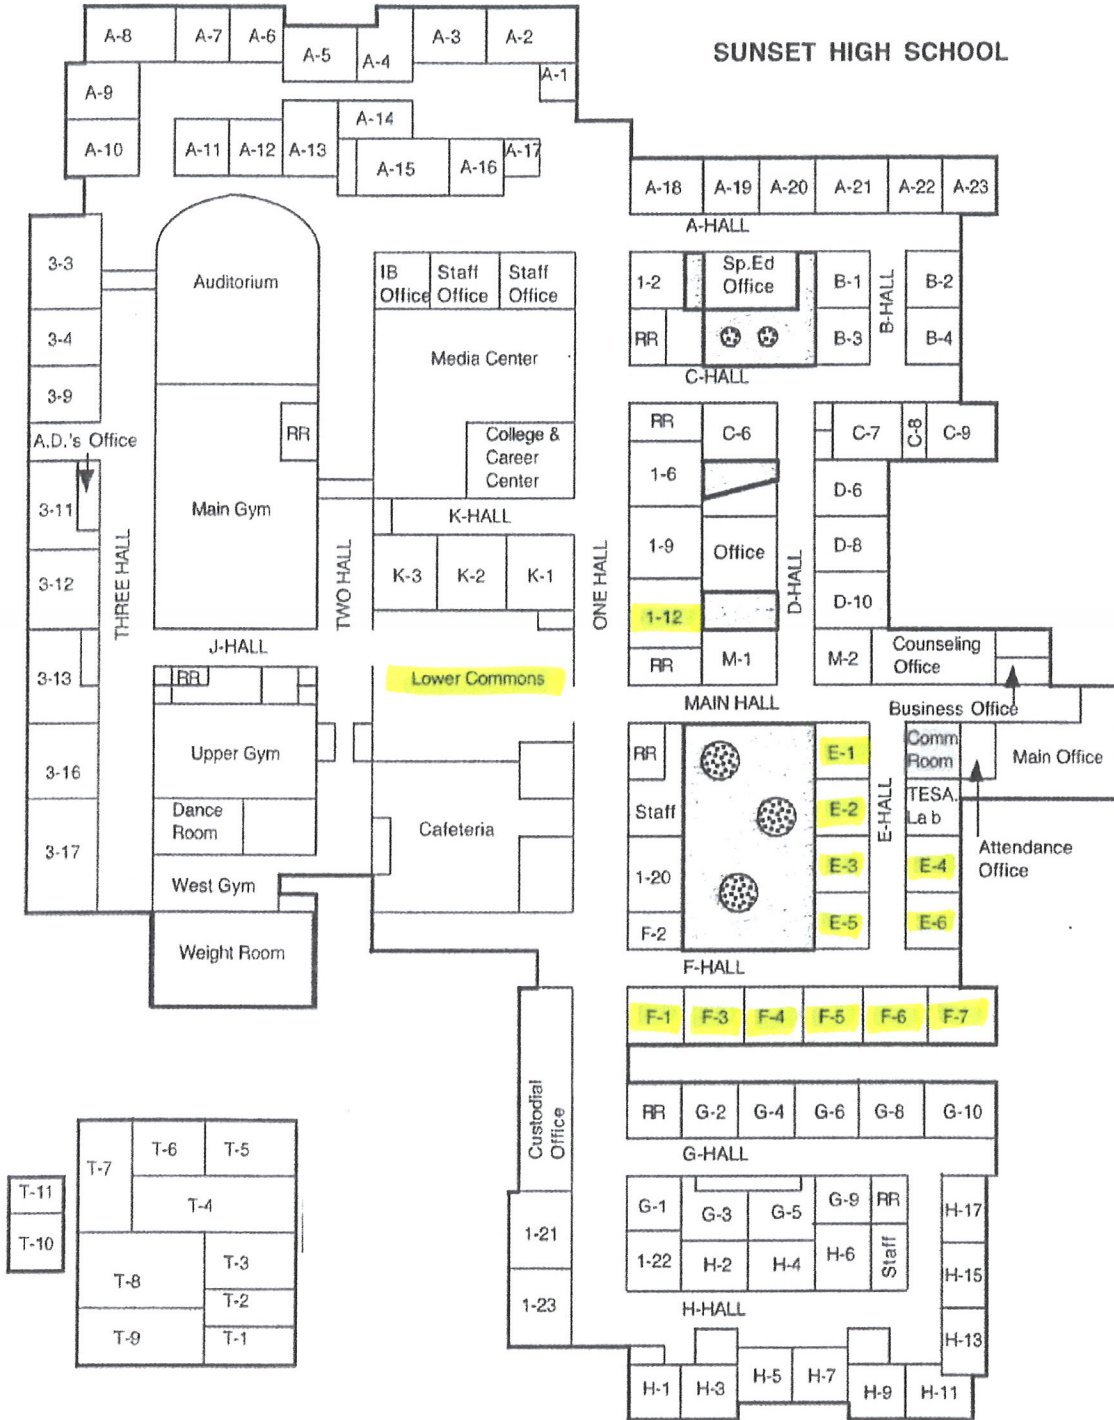 SUNSET HIGH SCHOOL
A-8
A-7
A-6
A-5
A-4
A-3
A-2
A-1
A-9
A-10
A-11
A-12
A-13
A-14
A-15
A-16
A-17
A-18
A-19
A-20
A-21
A-22
A-23
A-HALL
3-3
3-4
3-9
A.D.'s Office
3-11
3-12
3-13
3-16
3-17
THREE HALL
Auditorium
Main Gym
RR
J-HALL
RR
Upper Gym
Dance
Room
West Gym
Weight Room
TWO HALL
IB
Office
Staff
Office
Staff
Office
Media Center
College &
Career
Center
K-HALL
K-3
K-2
K-1
Lower Commons
Cafeteria
ONE HALL
1-2
Sp.Ed
Office
B-1
B-HALL
B-2
RR
B-3
B-4
C-HALL
RR
C-6
C-7
C-8
C-9
1-6
D-6
1-9
Office
D-HALL
D-8
1-12
D-10
RR
M-1
M-2
Counseling
Office
MAIN HALL
Business Office
RR
E-1
Comm
Room
Main Office
Staff
E-2
E-HALL
TESA.
Lab
Attendance
Office
1-20
E-3
E-4
F-2
E-5
E-6
F-HALL
F-1
F-3
F-4
F-5
F-6
F-7
Custodial
Office
RR
G-2
G-4
G-6
G-8
G-10
G-HALL
1-21
1-23
G-1
G-3
G-5
G-9
RR
H-17
1-22
H-2
H-4
H-6
Staff
H-15
H-HALL
H-13
H-1
H-3
H-5
H-7
H-9
H-11
T-11
T-10
T-7
T-6
T-5
T-4
T-8
T-3
T-2
T-9
T-1